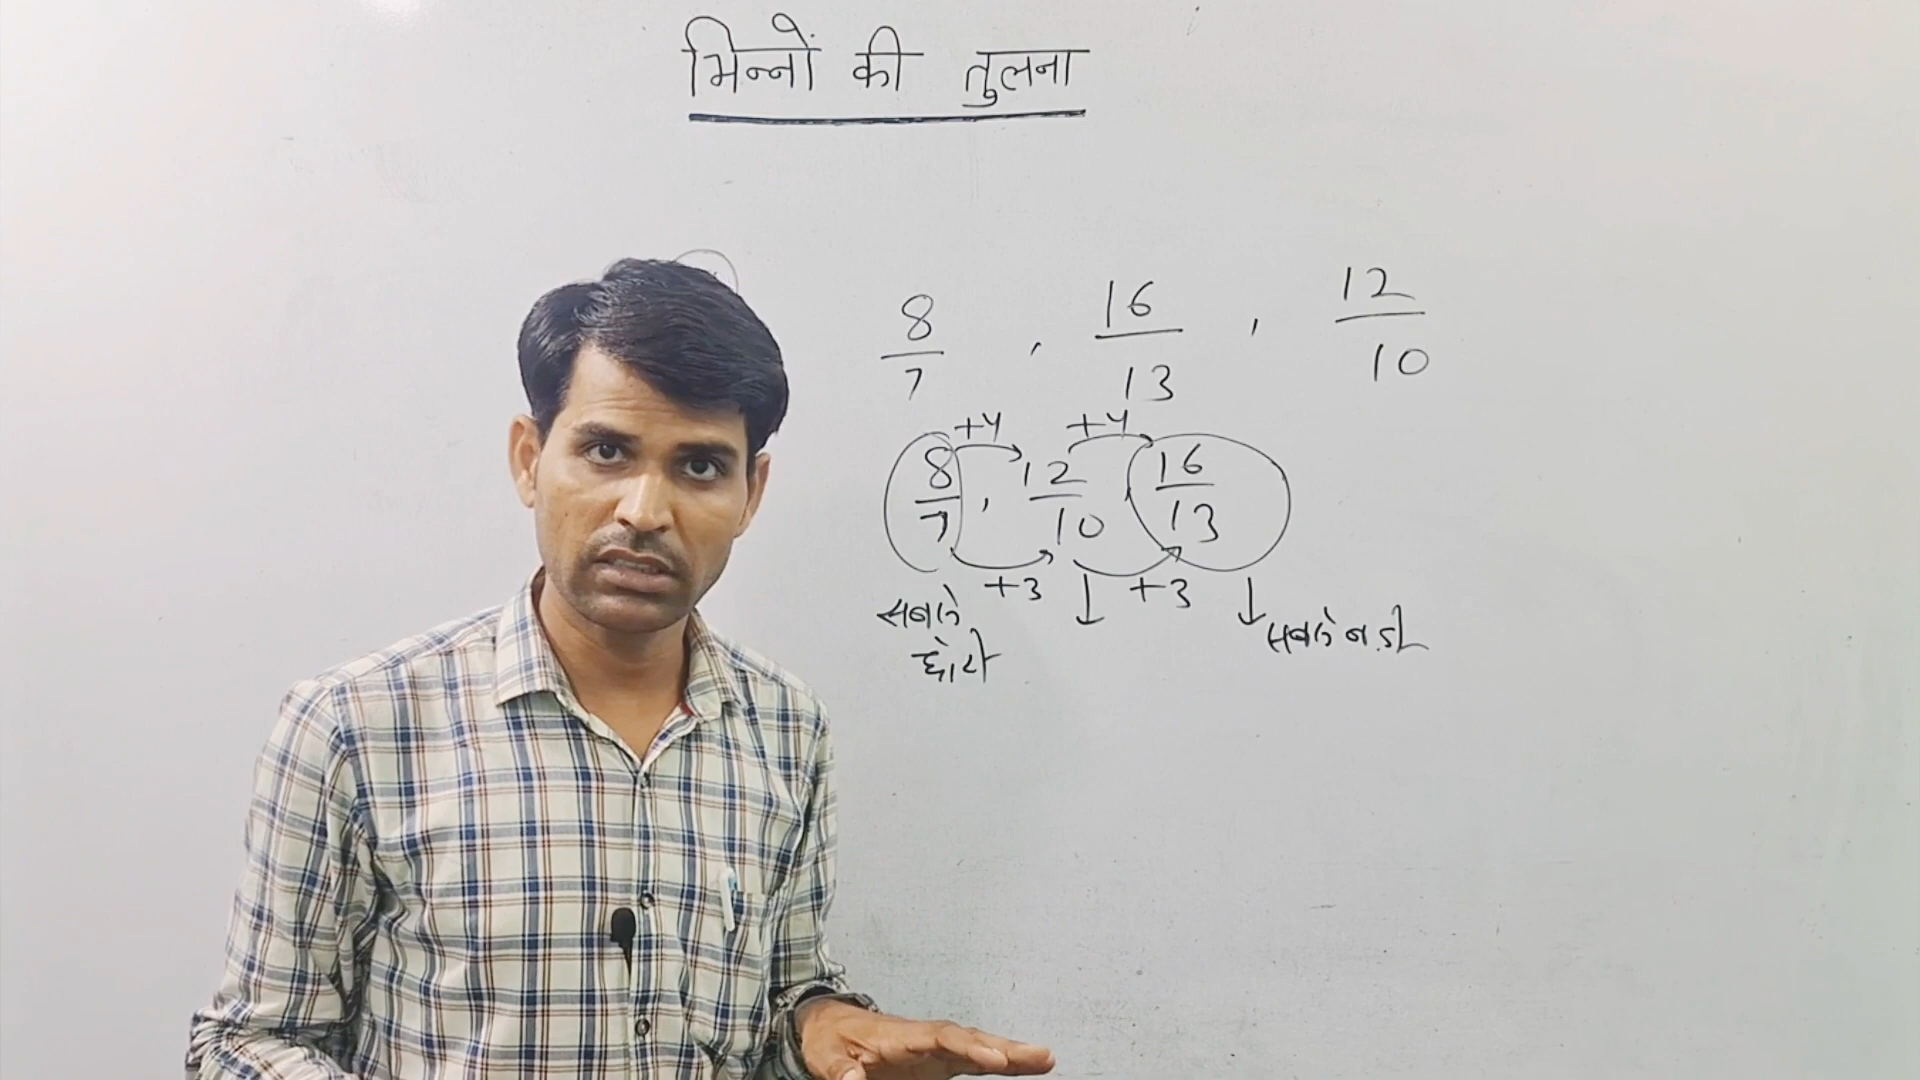 भिन्नों की तुलना
8/7 , 16/13 , 12/10
+4 +4
8/7 , 12/10 , 16/13
+3 ↓ +3 ↓
सबसे सबसे बड़ी
छोटी